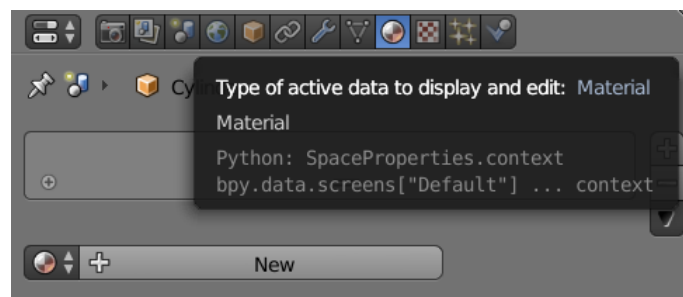 Cylin
Type of active data to display and edit: Material
Material
Python: SpaceProperties.context
bpy.data.screens["Default"] ... context
New